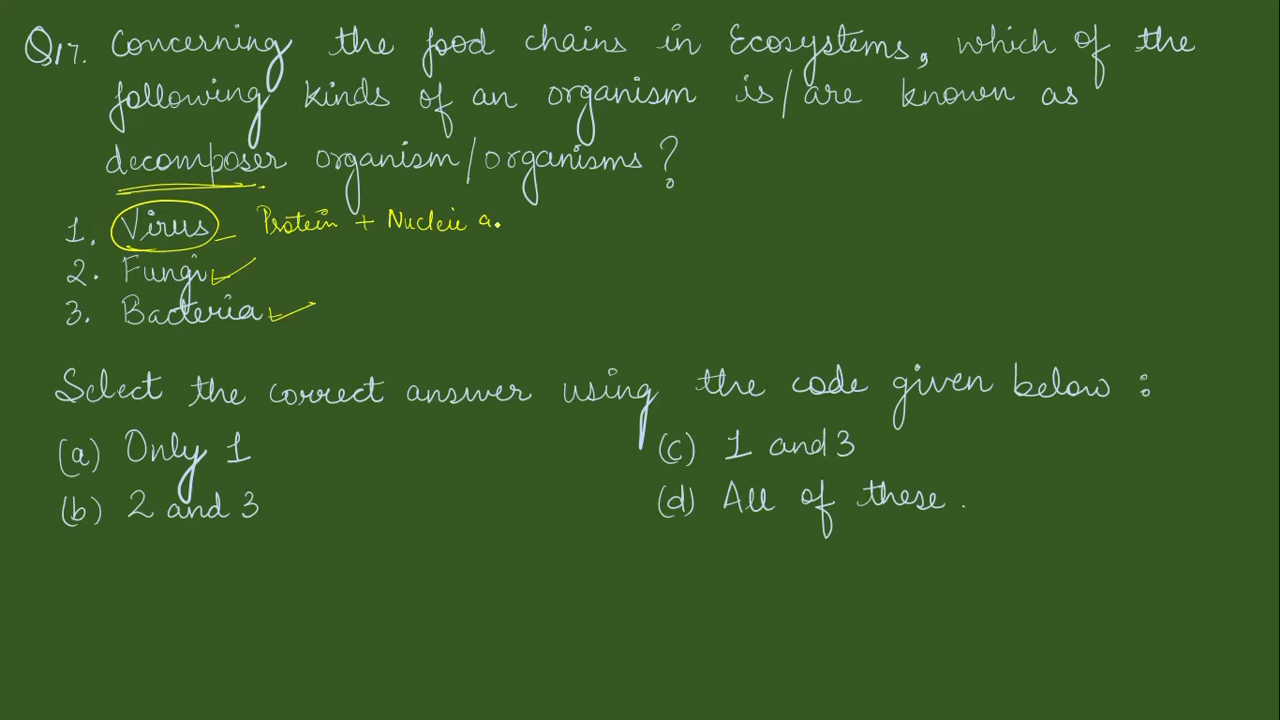 Q17. Concerning the food chains in Ecosystems, which of the
following kinds of an organism is/are known as
decomposer organism/organisms ?
1. Virus - Protein + Nucleic a
2. Fungi
3. Bacteria
Select the correct answer using the code given below :
(a) Only 1
(b) 2 and 3
(c) 1 and 3
(d) All of these .